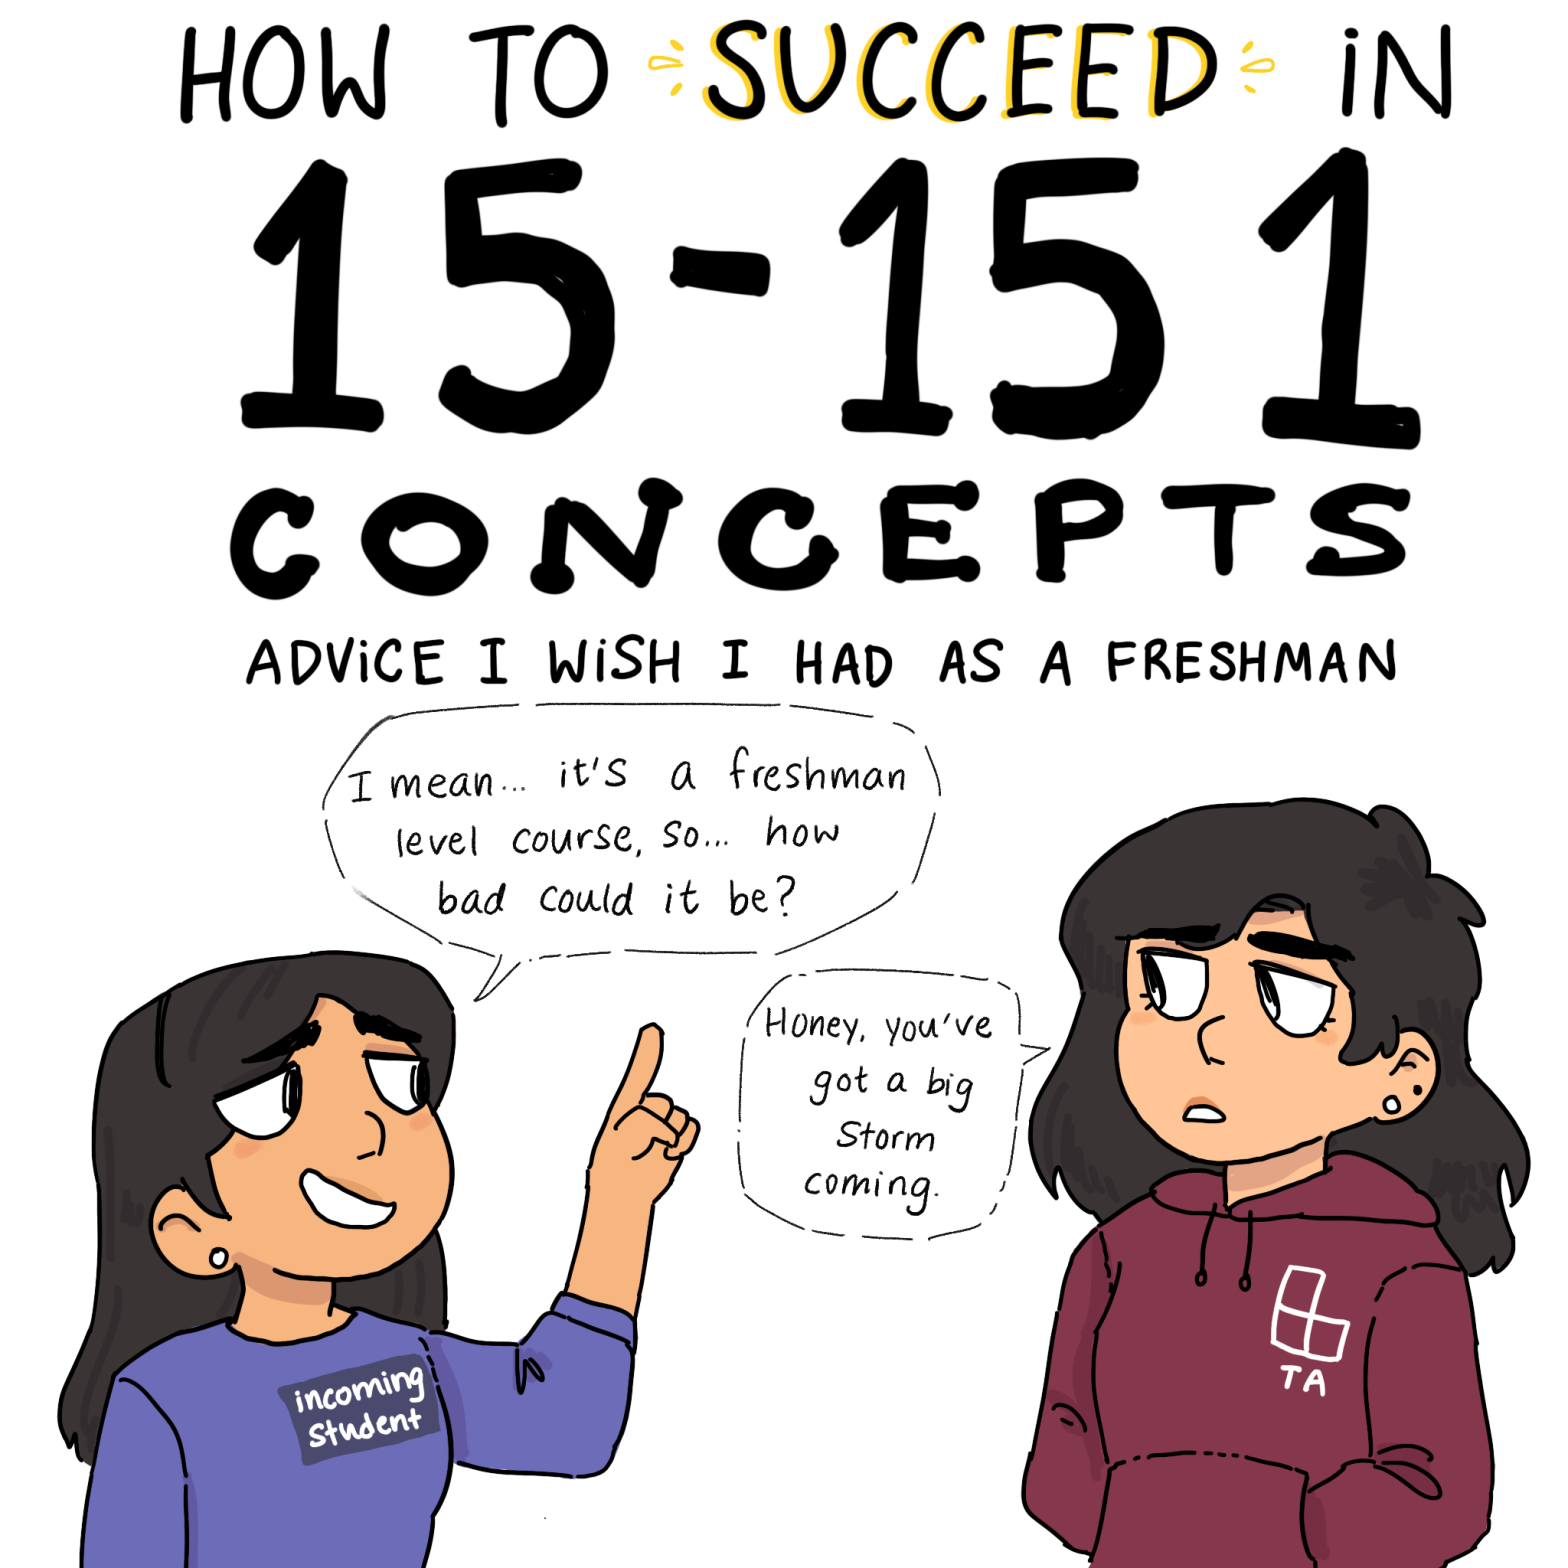 HOW TO SUCCEED iN
15-151
CONCEPTS
ADViCE I WiSH I HAD AS A FRESHMAN
I mean... it's a freshman
level course, so... how
bad could it be?
Honey, you've
got a big
storm
coming.
incoming
student
TA